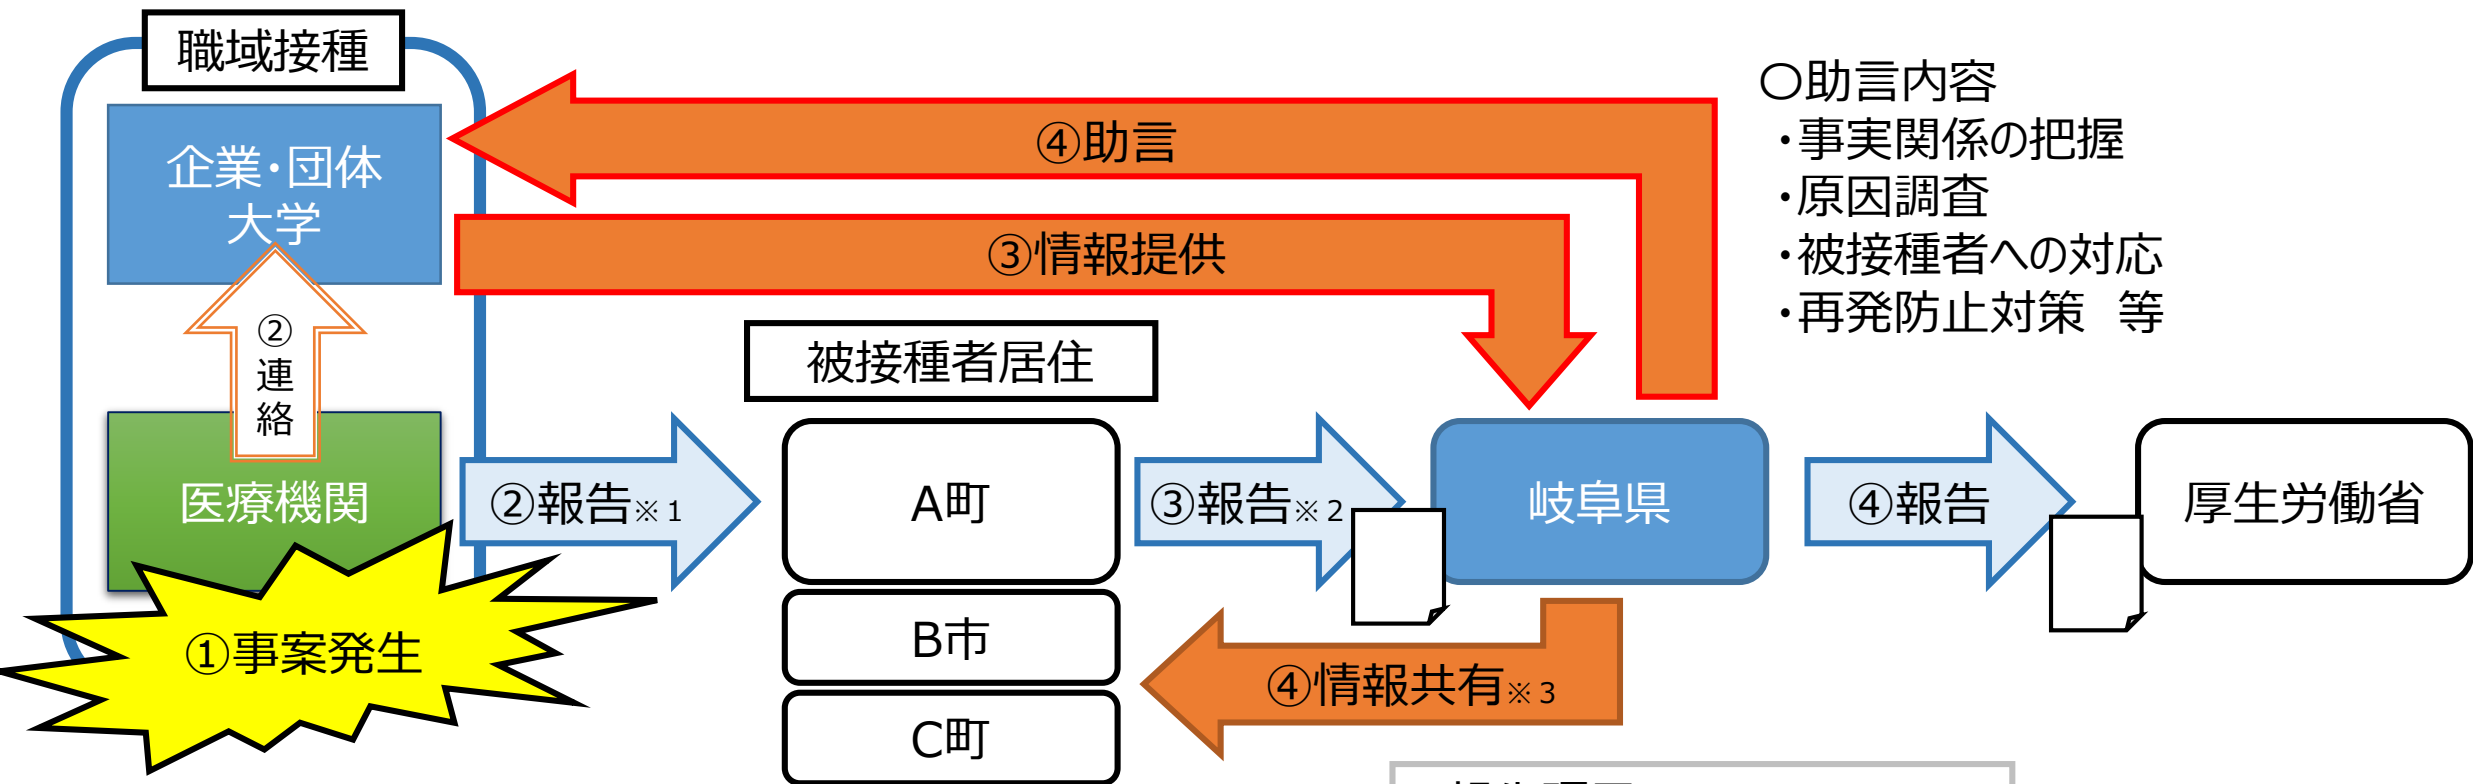 職域接種
企業・団体
大学
②
連
絡
医療機関
①事案発生
④助言
③情報提供
〇助言内容
・事実関係の把握
・原因調査
・被接種者への対応
・再発防止対策　等
被接種者居住
②報告※１
A町
B市
C町
③報告※２
岐阜県
④報告
厚生労働省
④情報共有※３